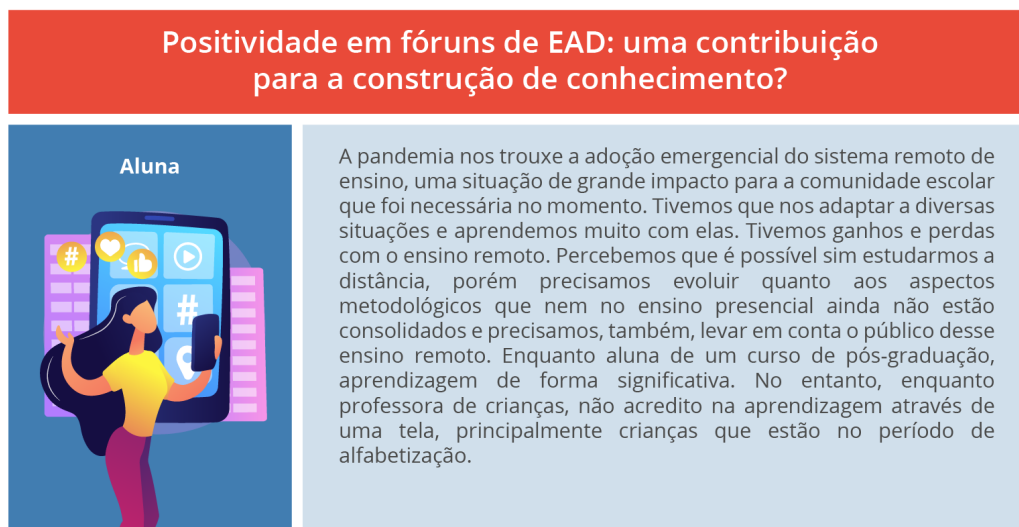 Positividade em fóruns de EAD: uma contribuição
para a construção de conhecimento?
Aluna
A pandemia nos trouxe a adoção emergencial do sistema remoto de
ensino, uma situação de grande impacto para a comunidade escolar
que foi necessária no momento. Tivemos que nos adaptar a diversas
situações e aprendemos muito com elas. Tivemos ganhos e perdas
com o ensino remoto. Percebemos que é possível sim estudarmos a
distância, porém precisamos evoluir quanto aos aspectos
metodológicos que nem no ensino presencial ainda não estão
consolidados e precisamos, também, levar em conta o público desse
ensino remoto. Enquanto aluna de um curso de pós-graduação,
aprendizagem de forma significativa. No entanto, enquanto
professora de crianças, não acredito na aprendizagem através de
uma tela, principalmente crianças que estão no período de
alfabetização.
#
#